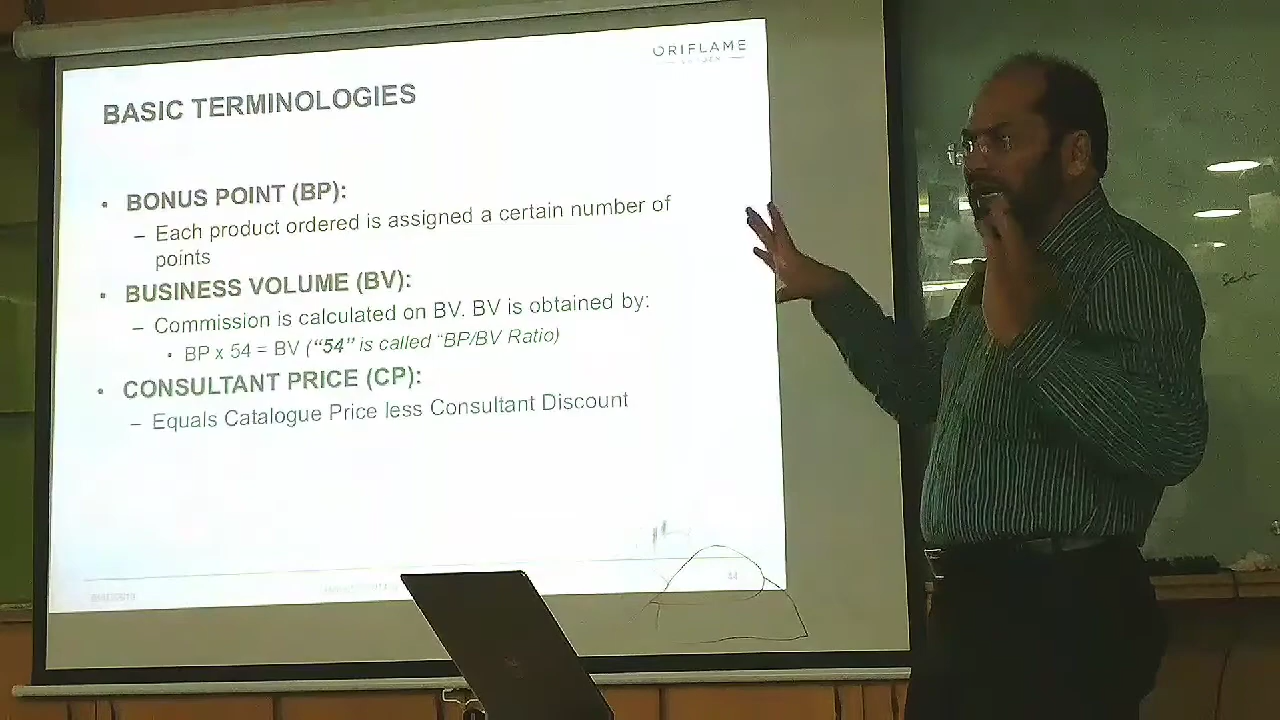 ORIFLAME
BASIC TERMINOLOGIES
• BONUS POINT (BP):
– Each product ordered is assigned a certain number of
points
• BUSINESS VOLUME (BV):
– Commission is calculated on BV. BV is obtained by:
• BP x 54 = BV (“54” is called “BP/BV Ratio)
• CONSULTANT PRICE (CP):
– Equals Catalogue Price less Consultant Discount
44